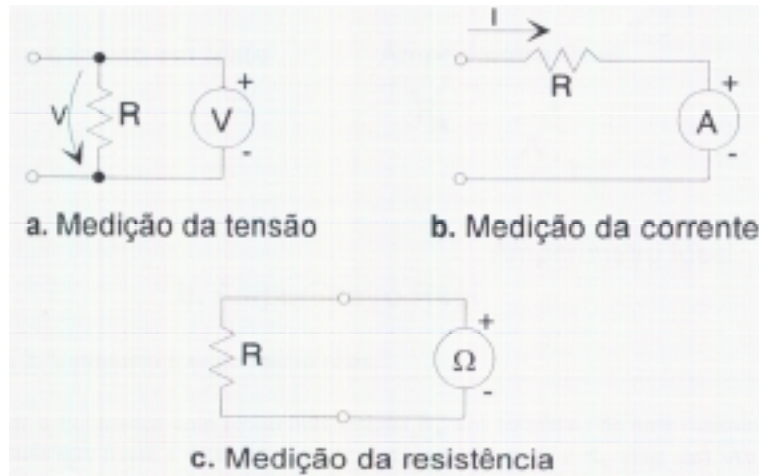 I
+
V
R
V
-
R
+
A
-
a. Medição da tensão
b. Medição da corrente
R
+
Ω
-
c. Medição da resistência